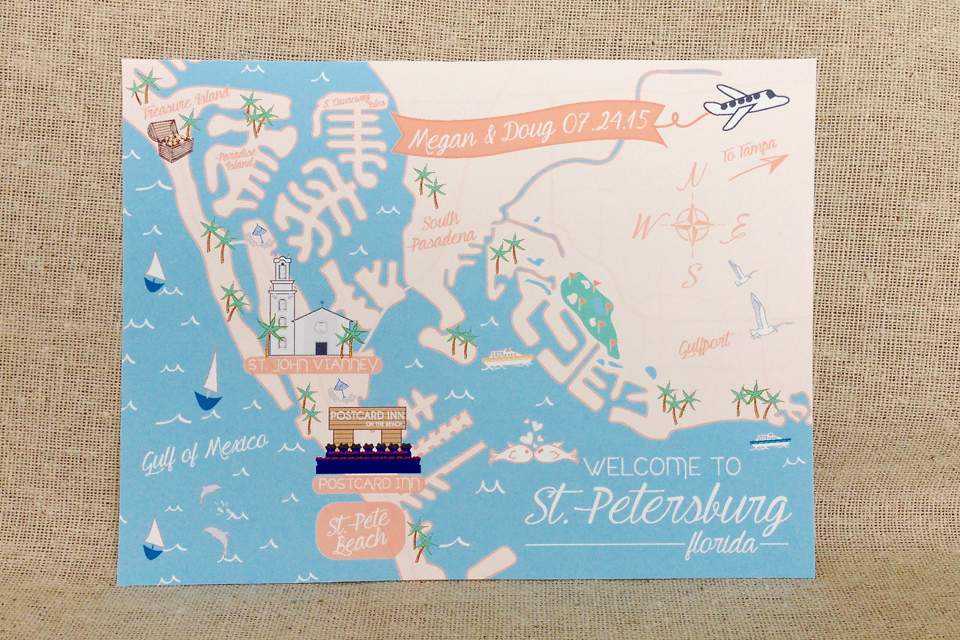 Treasure Island
S. Causeway
Isles
Paradise
Island
Megan & Doug 07.24.15
To Tampa
N
W E
S
South
Pasadena
Gulfport
ST. JOHN VIANNEY
POSTCARD INN
ON THE BEACH
POSTCARD INN
Gulf of Mexico
St. Pete
Beach
WELCOME TO
St. Petersburg
florida